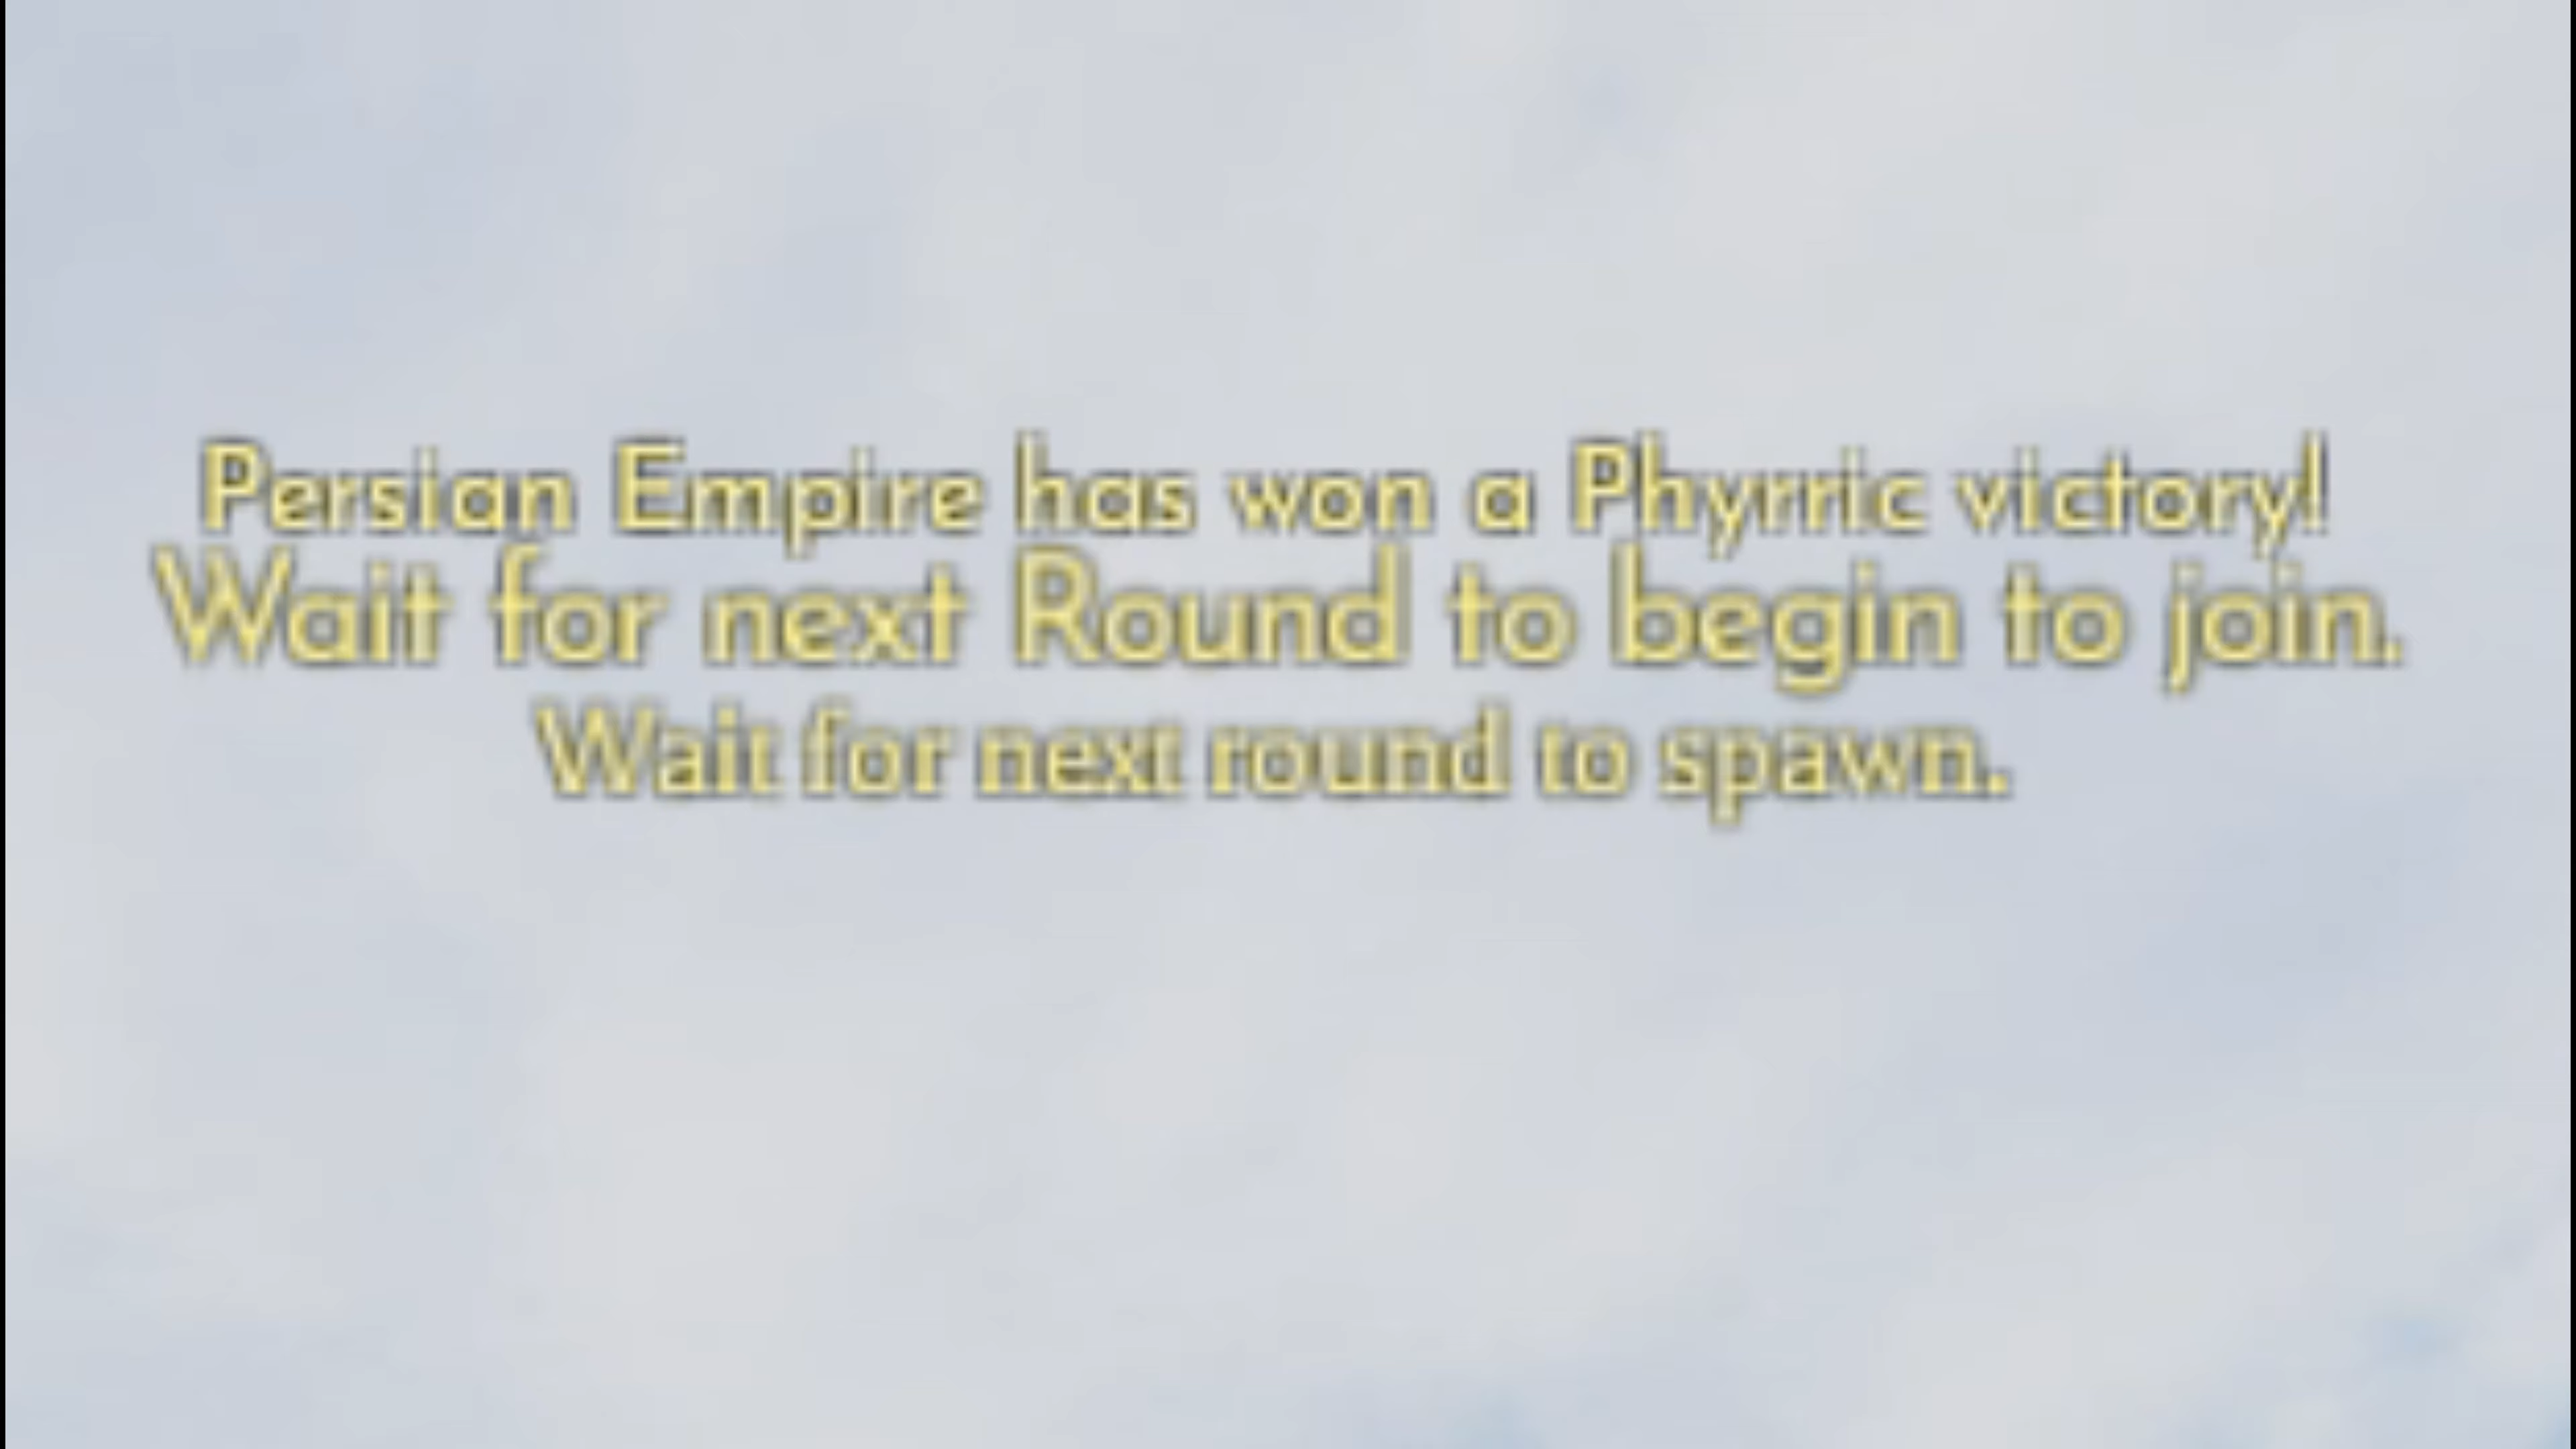 Persian Empire has won a Phyrric victory!
Wait for next Round to begin to join.
Wait for next round to spawn.